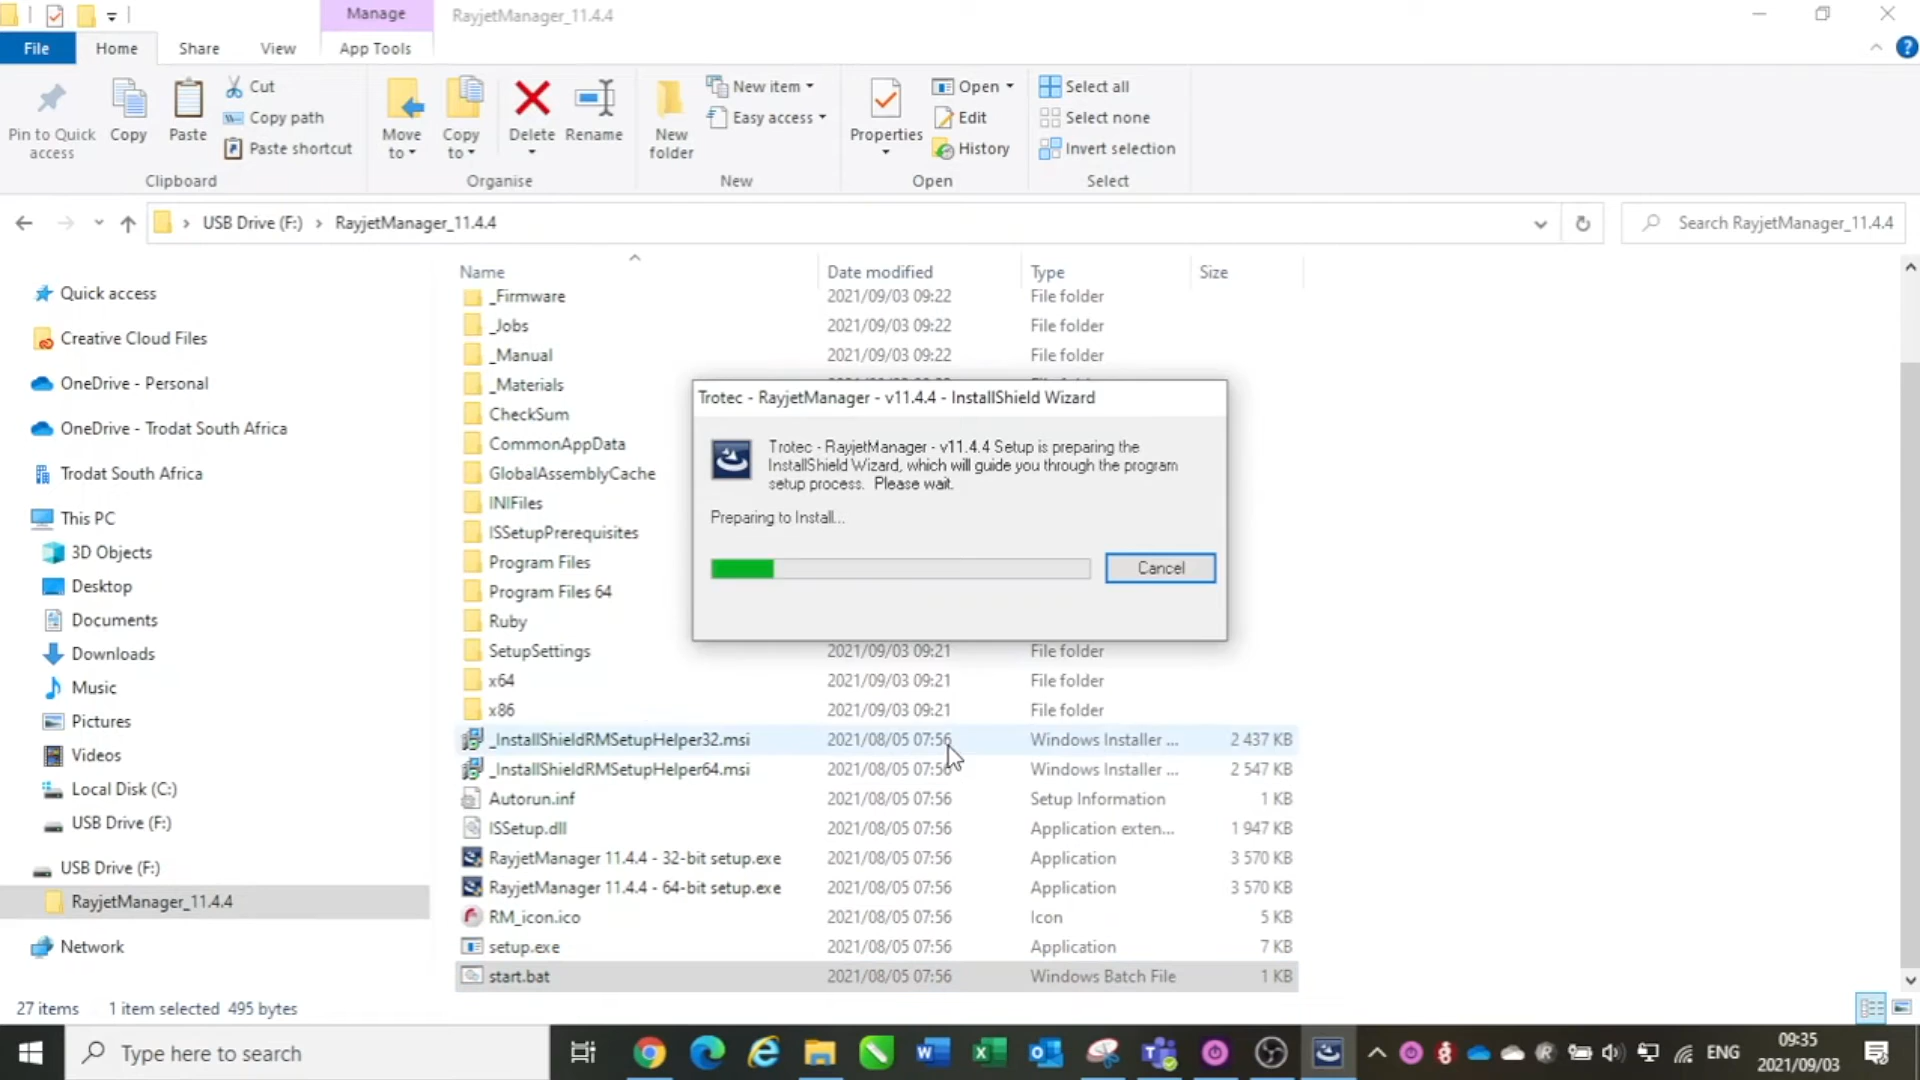 Manage
RayjetManager_11.4.4
File
Home
Share
View
App Tools
Pin to Quick access
Copy
Paste
Cut
Copy path
Paste shortcut
Clipboard
Move to
Copy to
Delete
Rename
Organise
New folder
New item
Easy access
New
Properties
Open
Edit
History
Open
Select all
Select none
Invert selection
Select
USB Drive (F:) › RayjetManager_11.4.4
Search RayjetManager_11.4.4
Quick access
Creative Cloud Files
OneDrive - Personal
OneDrive - Trodat South Africa
Trodat South Africa
This PC
3D Objects
Desktop
Documents
Downloads
Music
Pictures
Videos
Local Disk (C:)
USB Drive (F:)
USB Drive (F:)
RayjetManager_11.4.4
Network
Name Date modified Type Size
_Firmware 2021/09/03 09:22 File folder
_Jobs 2021/09/03 09:22 File folder
_Manual 2021/09/03 09:22 File folder
_Materials
CheckSum
CommonAppData
GlobalAssemblyCache
INIFiles
ISSetupPrerequisites
Program Files
Program Files 64
Ruby
SetupSettings 2021/09/03 09:21 File folder
x64 2021/09/03 09:21 File folder
x86 2021/09/03 09:21 File folder
_InstallShieldRMSetupHelper32.msi 2021/08/05 07:56 Windows Installer ... 2 437 KB
_InstallShieldRMSetupHelper64.msi 2021/08/05 07:56 Windows Installer ... 2 547 KB
Autorun.inf 2021/08/05 07:56 Setup Information 1 KB
ISSetup.dll 2021/08/05 07:56 Application exten... 1 947 KB
RayjetManager 11.4.4 - 32-bit setup.exe 2021/08/05 07:56 Application 3 570 KB
RayjetManager 11.4.4 - 64-bit setup.exe 2021/08/05 07:56 Application 3 570 KB
RM_icon.ico 2021/08/05 07:56 Icon 5 KB
setup.exe 2021/08/05 07:56 Application 7 KB
start.bat 2021/08/05 07:56 Windows Batch File 1 KB
Trotec - RayjetManager - v11.4.4 - InstallShield Wizard
Trotec - RayjetManager - v11.4.4 Setup is preparing the
InstallShield Wizard, which will guide you through the program
setup process. Please wait.
Preparing to Install...
Cancel
27 items 1 item selected 495 bytes
Type here to search
ENG
09:35
2021/09/03